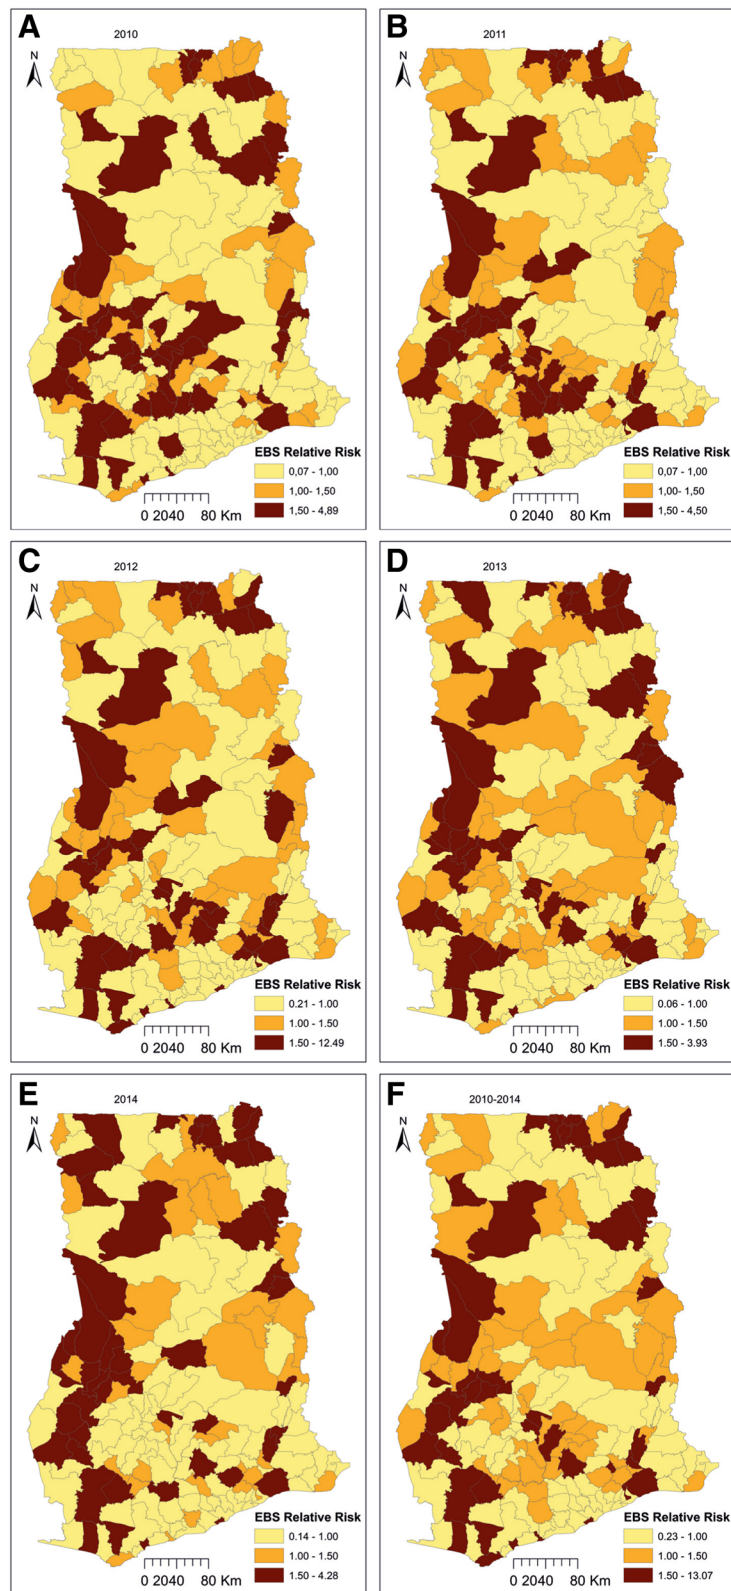 A
2010
N
EBS Relative Risk
0,07 - 1,00
1,00- 1,50
1,50 - 4,89
0 2040 80 Km
B
2011
N
EBS Relative Risk
0,07 - 1,00
1,00- 1,50
1,50 - 4,50
0 2040 80 Km
C
2012
N
EBS Relative Risk
0.21 - 1.00
1.00 - 1.50
1.50 - 12.49
0 2040 80 Km
D
2013
N
EBS Relative Risk
0.06 - 1.00
1.00 - 1.50
1.50 - 3.93
0 2040 80 Km
E
2014
N
EBS Relative Risk
0.14 - 1.00
1.00 - 1.50
1.50 - 4.28
0 2040 80 Km
F
2010-2014
N
EBS Relative Risk
0.23 - 1.00
1.00 - 1.50
1.50 - 13.07
0 2040 80 Km